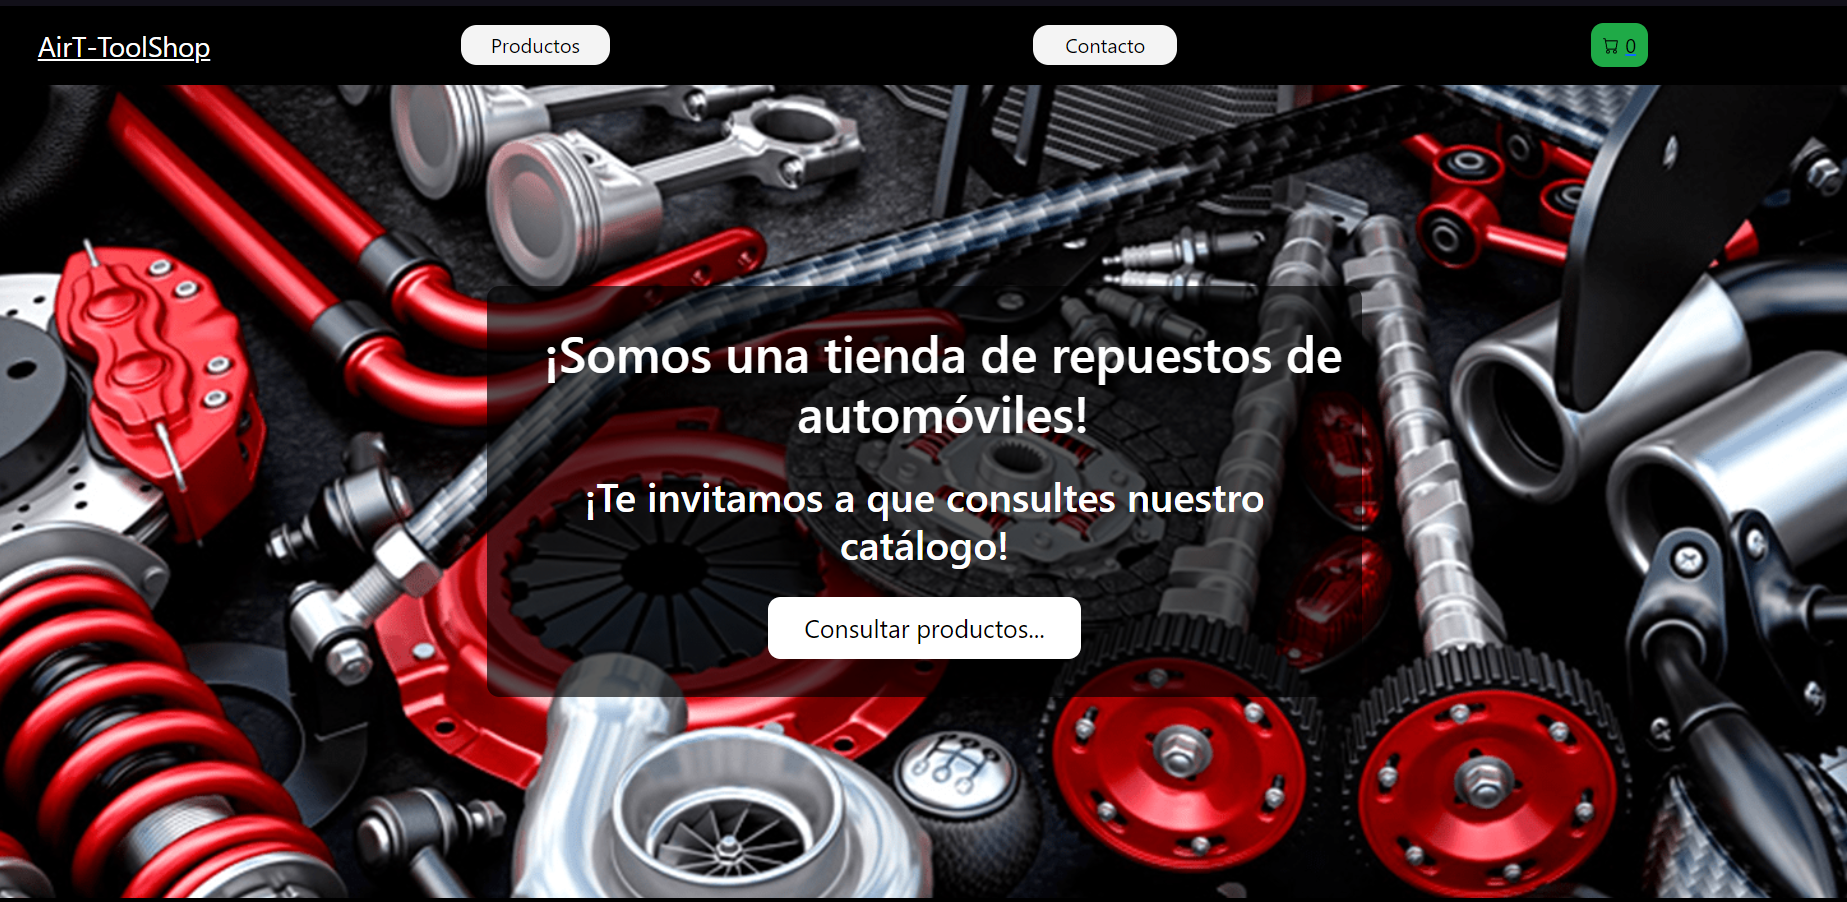 AirT-ToolShop
Productos
Contacto
0
¡Somos una tienda de repuestos de
automóviles!
¡Te invitamos a que consultes nuestro
catálogo!
Consultar productos...